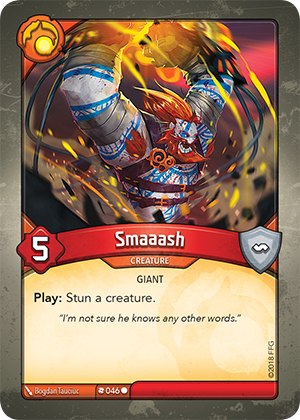 Smaaash
CREATURE
5
GIANT
Play: Stun a creature.
"I'm not sure he knows any other words."
Bogdan Tauciuc
046
©2018 FFG